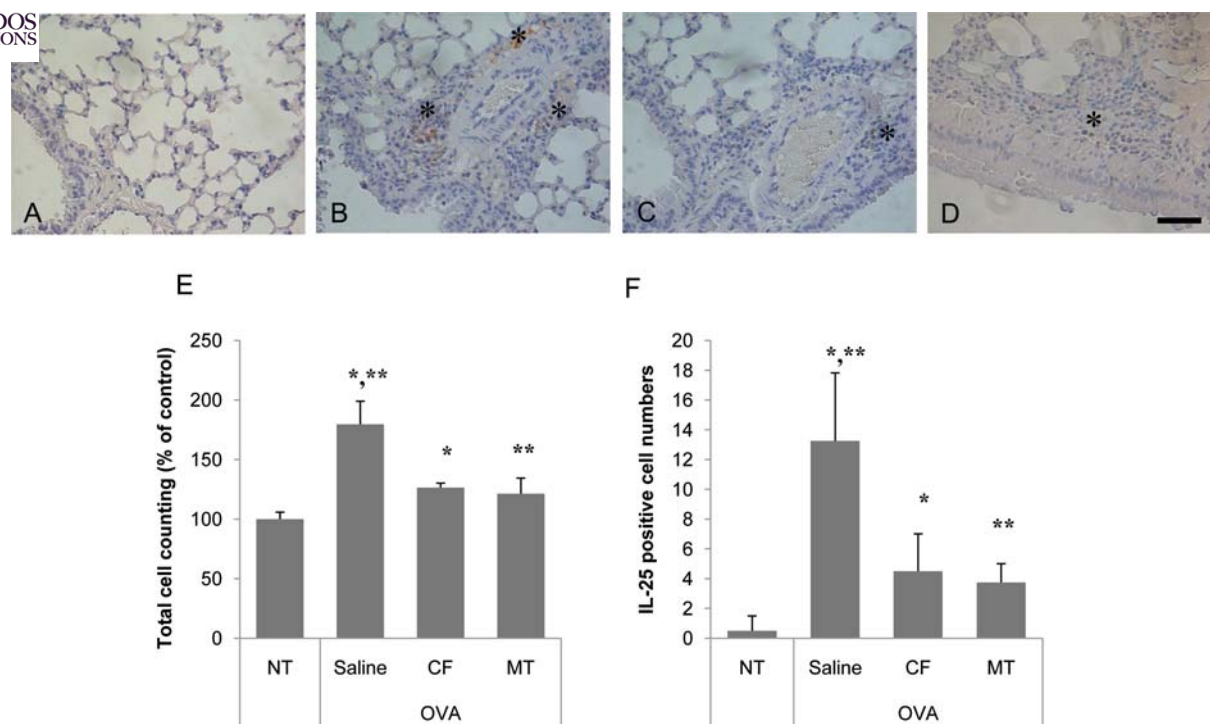 OOS
ONS
A
B
*
*
*
C
*
D
*
E
F
Total cell counting (% of control)
250
200
150
100
50
0
*,**
*
**
NT
Saline
CF
MT
OVA
IL-25 positive cell numbers
20
18
16
14
12
10
8
6
4
2
0
*,**
*
**
NT
Saline
CF
MT
OVA